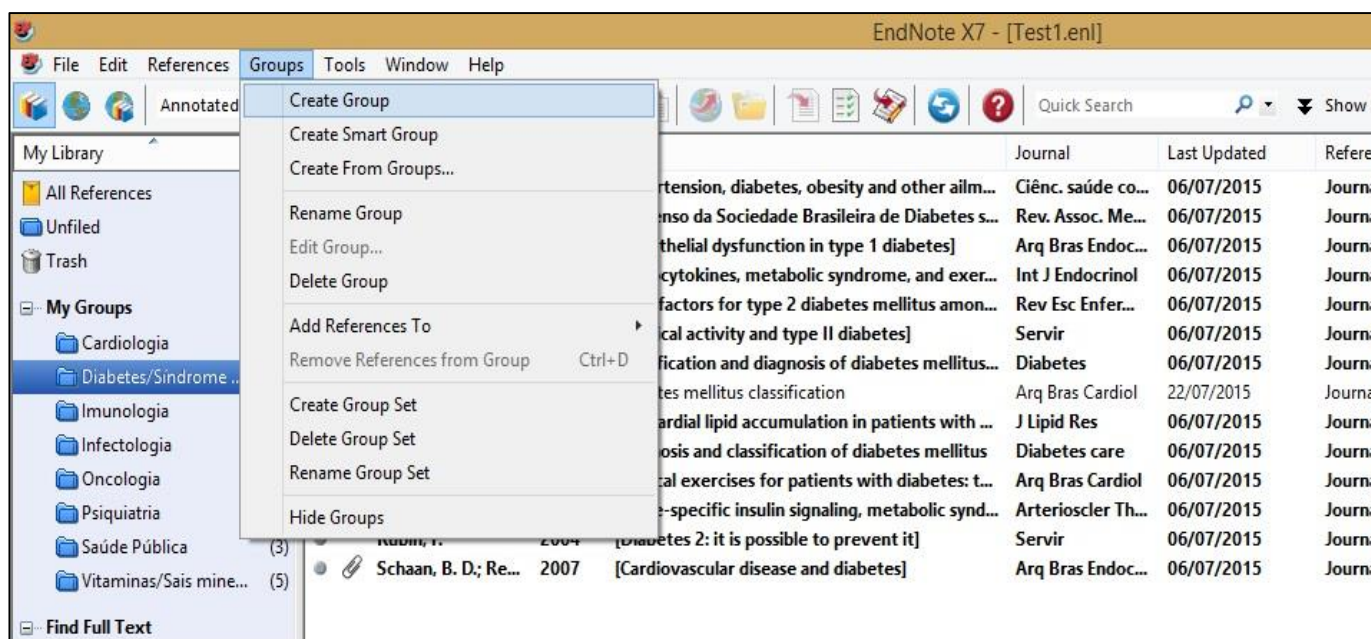 EndNote X7 - [Test1.enl]
File Edit References Groups Tools Window Help
Annotated Quick Search Show
Create Group
Create Smart Group
Create From Groups...
Rename Group
Edit Group...
Delete Group
Add References To
Remove References from Group Ctrl+D
Create Group Set
Delete Group Set
Rename Group Set
Hide Groups
My Library
All References
Unfiled
Trash
My Groups
Cardiologia
Diabetes/Síndrome ..
Imunologia
Infectologia
Oncologia
Psiquiatria
Saúde Pública (3)
Vitaminas/Sais mine... (5)
Find Full Text
Journal Last Updated
diabetes, obesity and other ailm... Ciênc. saúde co... 06/07/2015
da Sociedade Brasileira de Diabetes s... Rev. Assoc. Me... 06/07/2015
dysfunction in type 1 diabetes] Arq Bras Endoc... 06/07/2015
metabolic syndrome, and exer... Int J Endocrinol 06/07/2015
factors for type 2 diabetes mellitus amon... Rev Esc Enfer... 06/07/2015
activity and type II diabetes] Servir 06/07/2015
and diagnosis of diabetes mellitus... Diabetes 06/07/2015
mellitus classification Arq Bras Cardiol 22/07/2015
lipid accumulation in patients with ... J Lipid Res 06/07/2015
and classification of diabetes mellitus Diabetes care 06/07/2015
exercises for patients with diabetes: t... Arq Bras Cardiol 06/07/2015
-specific insulin signaling, metabolic synd... Arterioscler Th... 06/07/2015
[Diabetes 2: it is possible to prevent it] Servir 06/07/2015
Schaan, B. D.; Re... 2007 [Cardiovascular disease and diabetes] Arq Bras Endoc... 06/07/2015